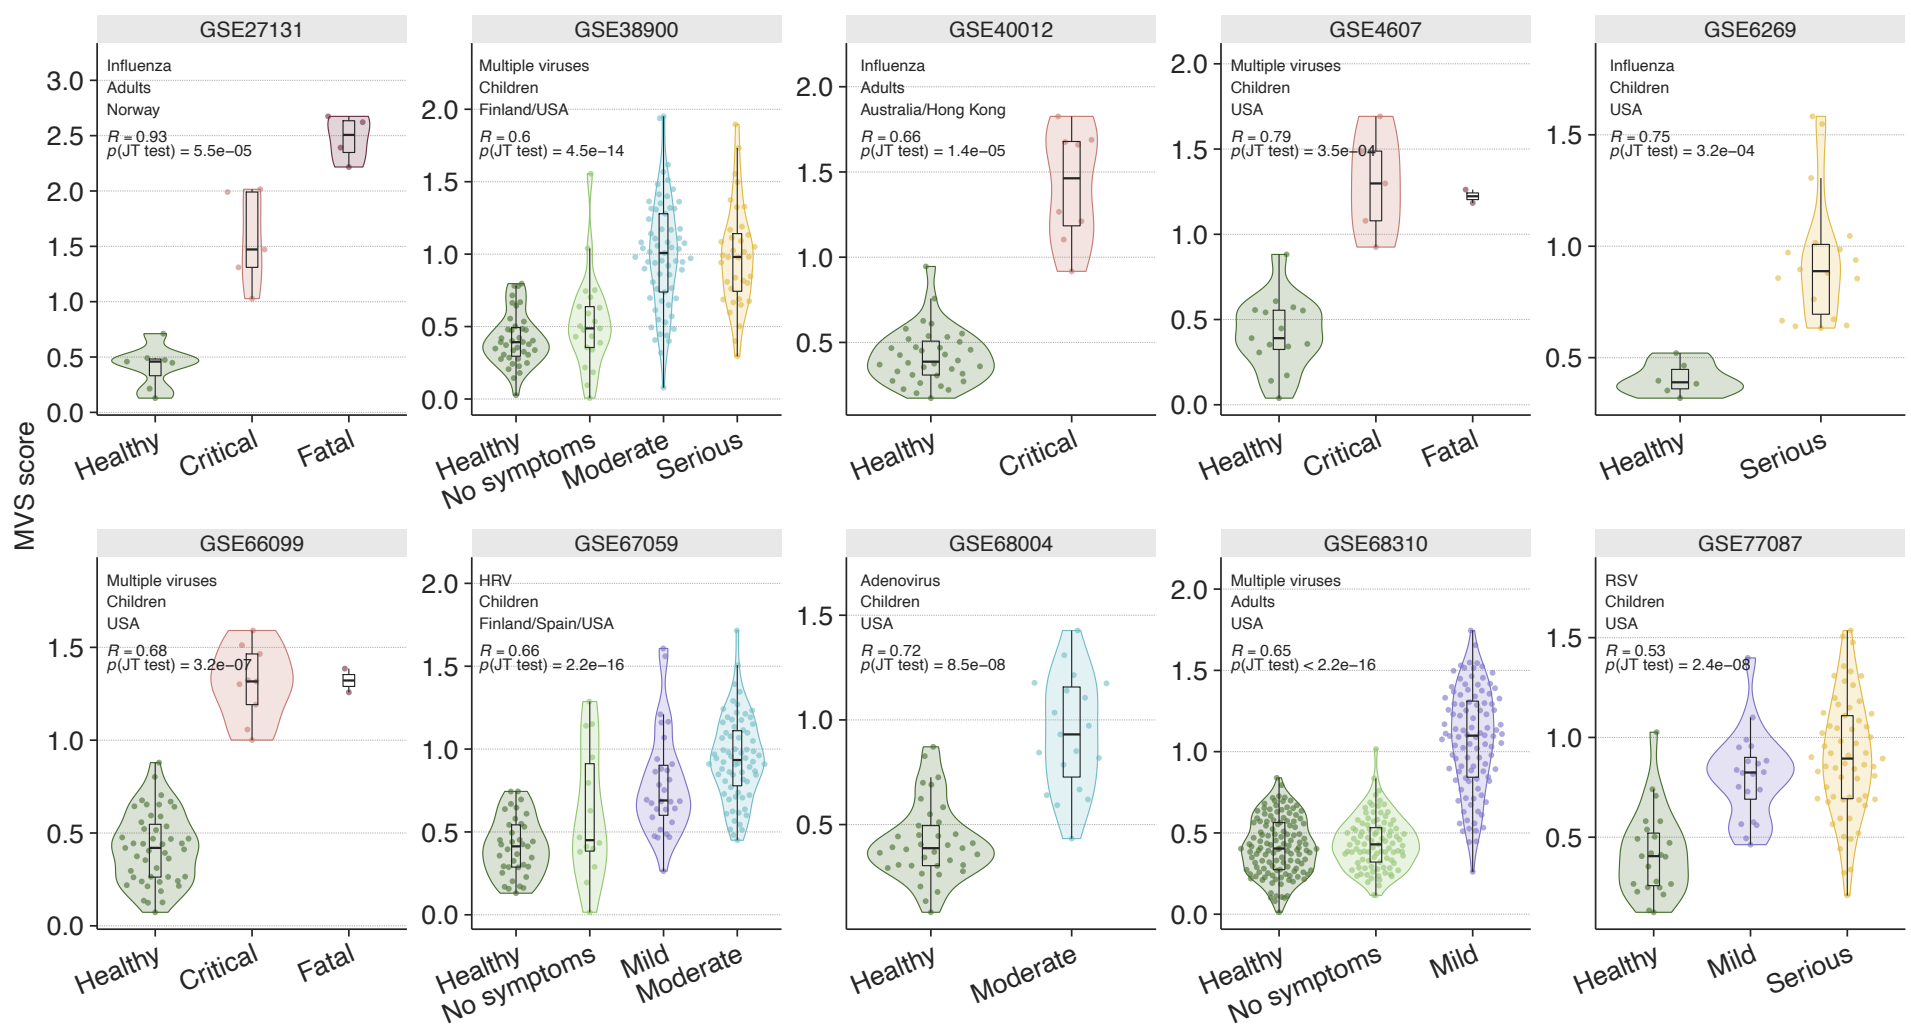 MVS score
GSE27131
Influenza
Adults
Norway
R = 0.93
p(JT test) = 5.5e−05
3.0
2.5
2.0
1.5
1.0
0.5
0.0
Healthy
Critical
Fatal
GSE38900
Multiple viruses
Children
Finland/USA
R = 0.6
p(JT test) = 4.5e−14
2.0
1.5
1.0
0.5
0.0
Healthy
No symptoms
Moderate
Serious
GSE40012
Influenza
Adults
Australia/Hong Kong
R = 0.66
p(JT test) = 1.4e−05
2.0
1.5
1.0
0.5
Healthy
Critical
GSE4607
Multiple viruses
Children
USA
R = 0.79
p(JT test) = 3.5e−04
2.0
1.5
1.0
0.5
0.0
Healthy
Critical
Fatal
GSE6269
Influenza
Children
USA
R = 0.75
p(JT test) = 3.2e−04
1.5
1.0
0.5
Healthy
Serious
GSE66099
Multiple viruses
Children
USA
R = 0.68
p(JT test) = 3.2e−07
1.5
1.0
0.5
0.0
Healthy
Critical
Fatal
GSE67059
HRV
Children
Finland/Spain/USA
R = 0.66
p(JT test) = 2.2e−16
2.0
1.5
1.0
0.5
0.0
Healthy
No symptoms
Mild
Moderate
GSE68004
Adenovirus
Children
USA
R = 0.72
p(JT test) = 8.5e−08
1.5
1.0
0.5
Healthy
Moderate
GSE68310
Multiple viruses
Adults
USA
R = 0.65
p(JT test) < 2.2e−16
2.0
1.5
1.0
0.5
0.0
Healthy
No symptoms
Mild
GSE77087
RSV
Children
USA
R = 0.53
p(JT test) = 2.4e−08
1.5
1.0
0.5
Healthy
Mild
Serious